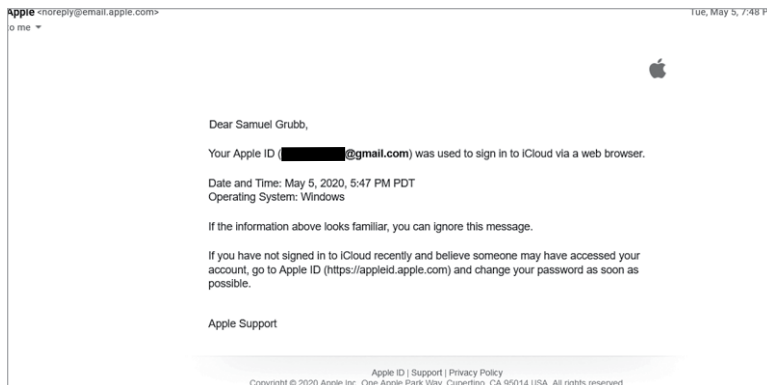 Apple <noreply@email.apple.com>
Tue, May 5, 7:48 P
to me
Dear Samuel Grubb,
Your Apple ID (@gmail.com) was used to sign in to iCloud via a web browser.
Date and Time: May 5, 2020, 5:47 PM PDT
Operating System: Windows
If the information above looks familiar, you can ignore this message.
If you have not signed in to iCloud recently and believe someone may have accessed your
account, go to Apple ID (https://appleid.apple.com) and change your password as soon as
possible.
Apple Support
Apple ID | Support | Privacy Policy
Copyright © 2020 Apple Inc. One Apple Park Way, Cupertino, CA 95014 USA. All rights reserved